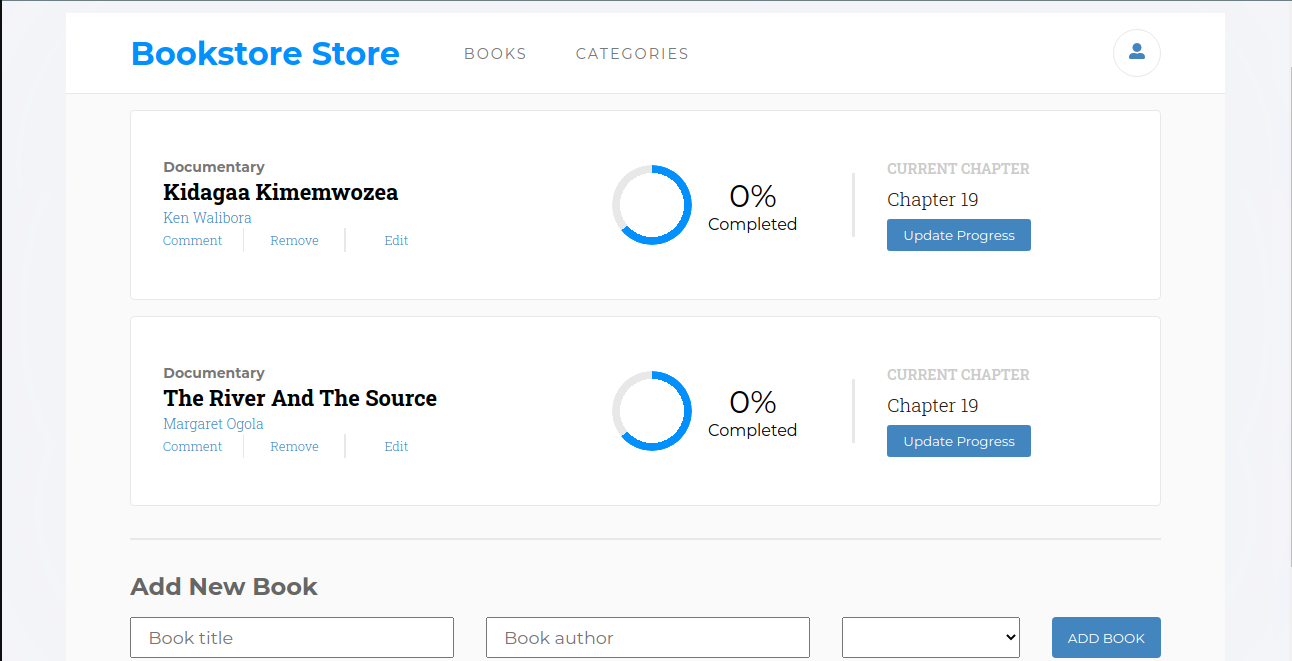 Bookstore Store BOOKS CATEGORIES
Documentary
Kidagaa Kimemwozea
Ken Walibora
Comment Remove Edit
0%
Completed
CURRENT CHAPTER
Chapter 19
Update Progress
Documentary
The River And The Source
Margaret Ogola
Comment Remove Edit
0%
Completed
CURRENT CHAPTER
Chapter 19
Update Progress
Add New Book
Book title Book author ADD BOOK